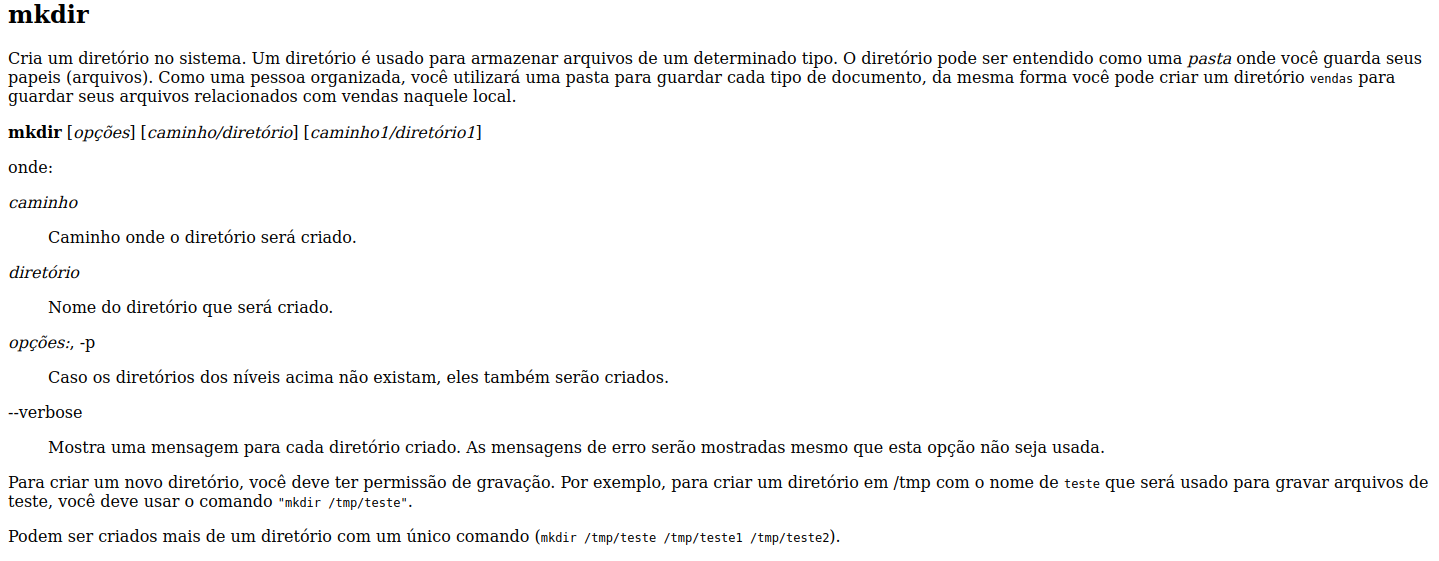 mkdir
Cria um diretório no sistema. Um diretório é usado para armazenar arquivos de um determinado tipo. O diretório pode ser entendido como uma pasta onde você guarda seus
papeis (arquivos). Como uma pessoa organizada, você utilizará uma pasta para guardar cada tipo de documento, da mesma forma você pode criar um diretório vendas para
guardar seus arquivos relacionados com vendas naquele local.
mkdir [opções] [caminho/diretório] [caminho1/diretório1]
onde:
caminho
Caminho onde o diretório será criado.
diretório
Nome do diretório que será criado.
opções:, -p
Caso os diretórios dos níveis acima não existam, eles também serão criados.
--verbose
Mostra uma mensagem para cada diretório criado. As mensagens de erro serão mostradas mesmo que esta opção não seja usada.
Para criar um novo diretório, você deve ter permissão de gravação. Por exemplo, para criar um diretório em /tmp com o nome de teste que será usado para gravar arquivos de
teste, você deve usar o comando "mkdir /tmp/teste".
Podem ser criados mais de um diretório com um único comando (mkdir /tmp/teste /tmp/teste1 /tmp/teste2).